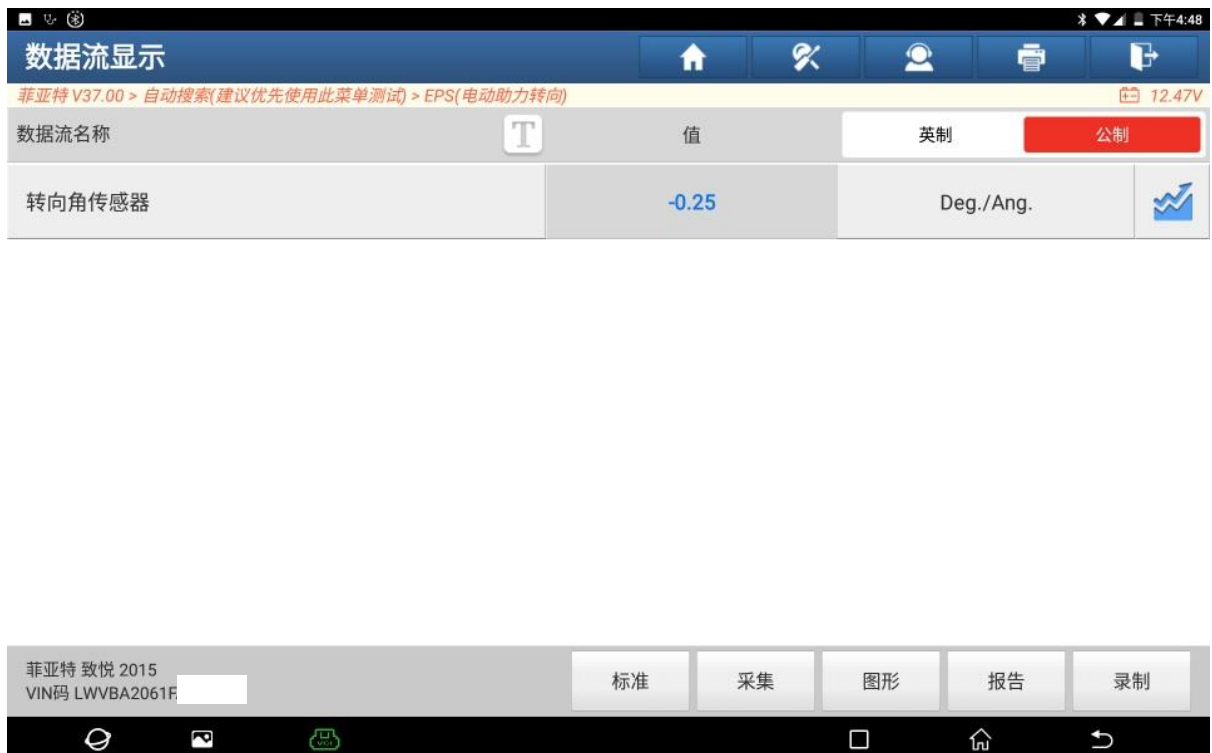 下午4:48
数据流显示
菲亚特 V37.00 > 自动搜索(建议优先使用此菜单测试) > EPS(电动助力转向)
12.47V
数据流名称 T 值 英制 公制
转向角传感器 -0.25 Deg./Ang.
菲亚特 致悦 2015
VIN码 LWVBA2061F
标准 采集 图形 报告 录制
VCI